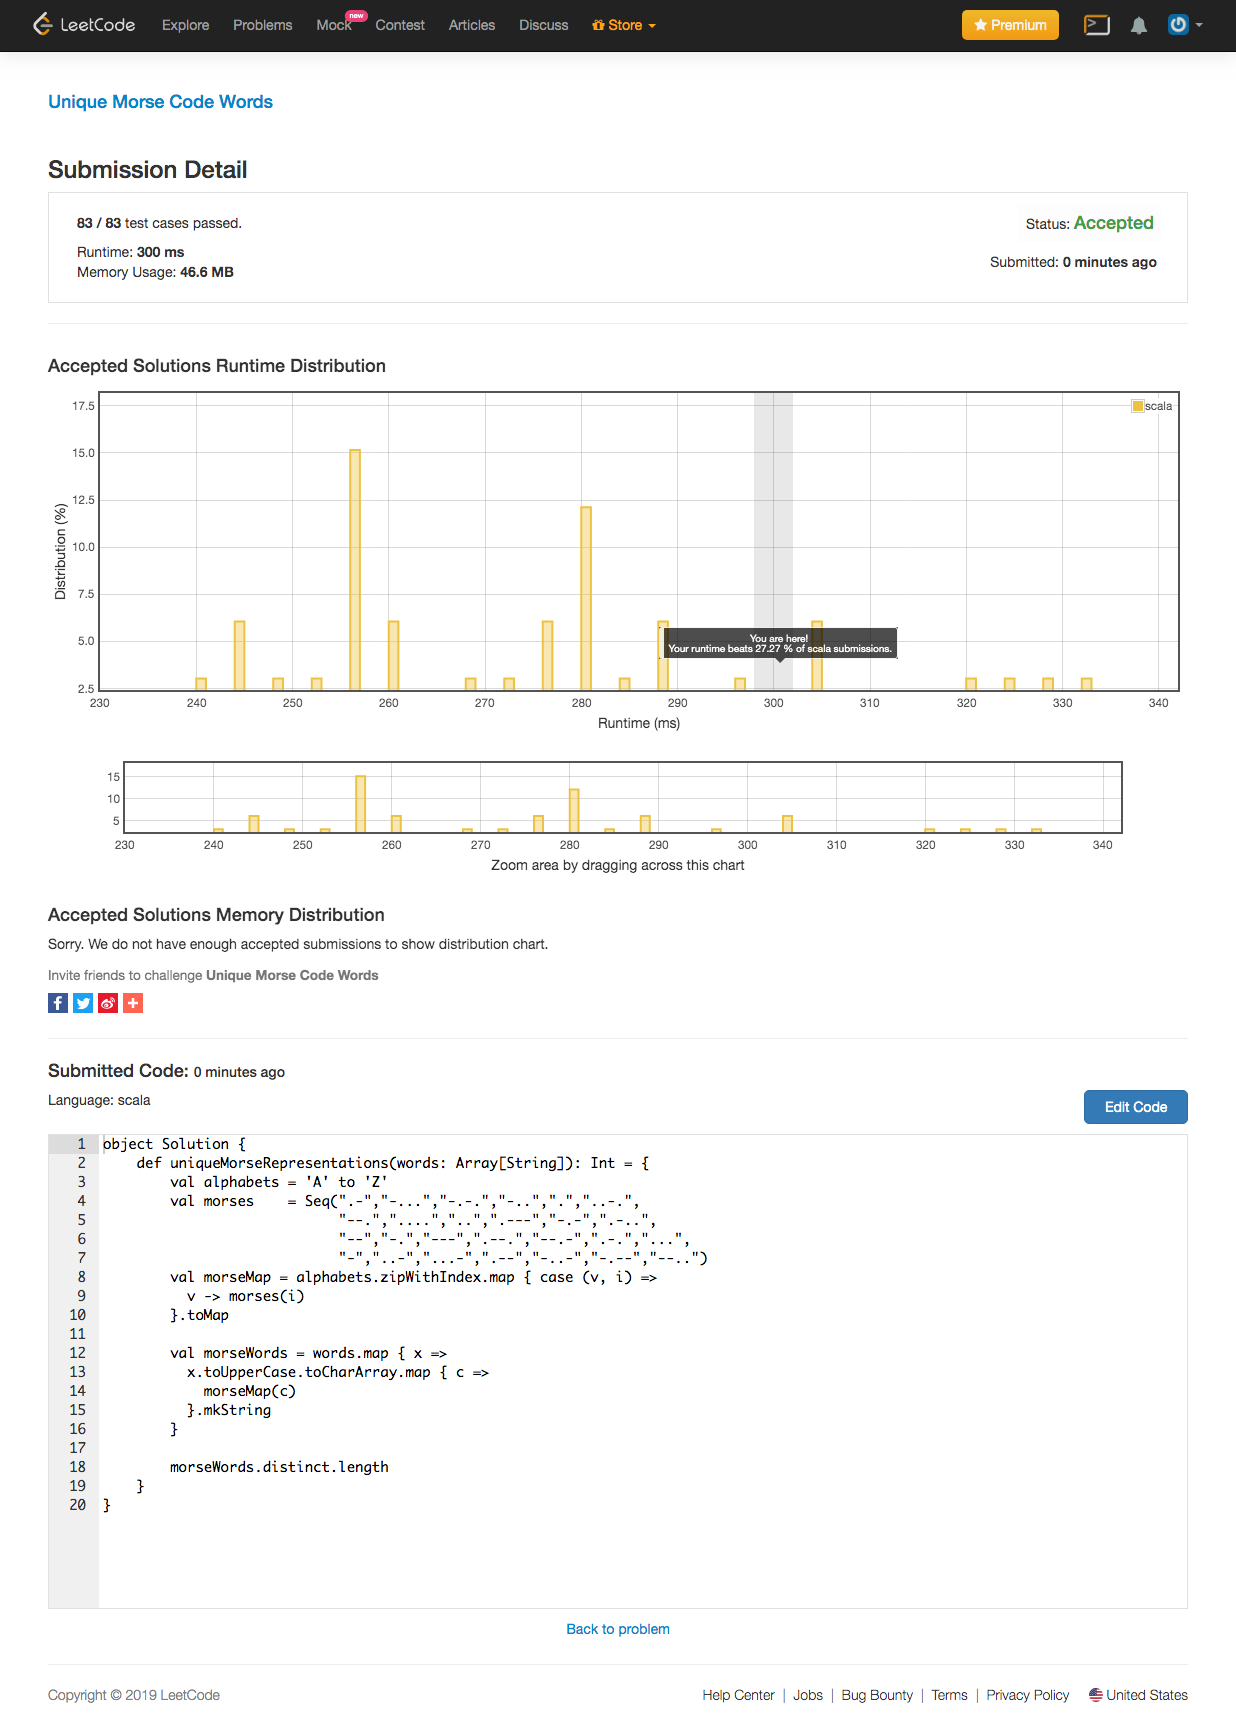 LeetCode Explore Problems Mock new Contest Articles Discuss Store Premium
Unique Morse Code Words
Submission Detail
83 / 83 test cases passed.
Status: Accepted
Runtime: 300 ms
Memory Usage: 46.6 MB
Submitted: 0 minutes ago
Accepted Solutions Runtime Distribution
17.5
15.0
12.5
10.0
7.5
5.0
2.5
Distribution (%)
scala
You are here!
Your runtime beats 27.27 % of scala submissions.
230 240 250 260 270 280 290 300 310 320 330 340
Runtime (ms)
15
10
5
230 240 250 260 270 280 290 300 310 320 330 340
Zoom area by dragging across this chart
Accepted Solutions Memory Distribution
Sorry. We do not have enough accepted submissions to show distribution chart.
Invite friends to challenge Unique Morse Code Words
Submitted Code: 0 minutes ago
Language: scala
Edit Code
1 object Solution {
2     def uniqueMorseRepresentations(words: Array[String]): Int = {
3         val alphabets = 'A' to 'Z'
4         val morses    = Seq(".-","-...","-.-.","-..",".","..-.",
5                             "--.","....","..",".---","-.-",".-..",
6                             "--","-.","---",".--.","--.-",".-.","...",
7                             "-","..-","...-",".--","-..-","-.--","--..")
8         val morseMap = alphabets.zipWithIndex.map { case (v, i) =>
9           v -> morses(i)
10         }.toMap
11
12         val morseWords = words.map { x =>
13           x.toUpperCase.toCharArray.map { c =>
14             morseMap(c)
15           }.mkString
16         }
17
18         morseWords.distinct.length
19     }
20 }
Back to problem
Copyright © 2019 LeetCode
Help Center | Jobs | Bug Bounty | Terms | Privacy Policy United States